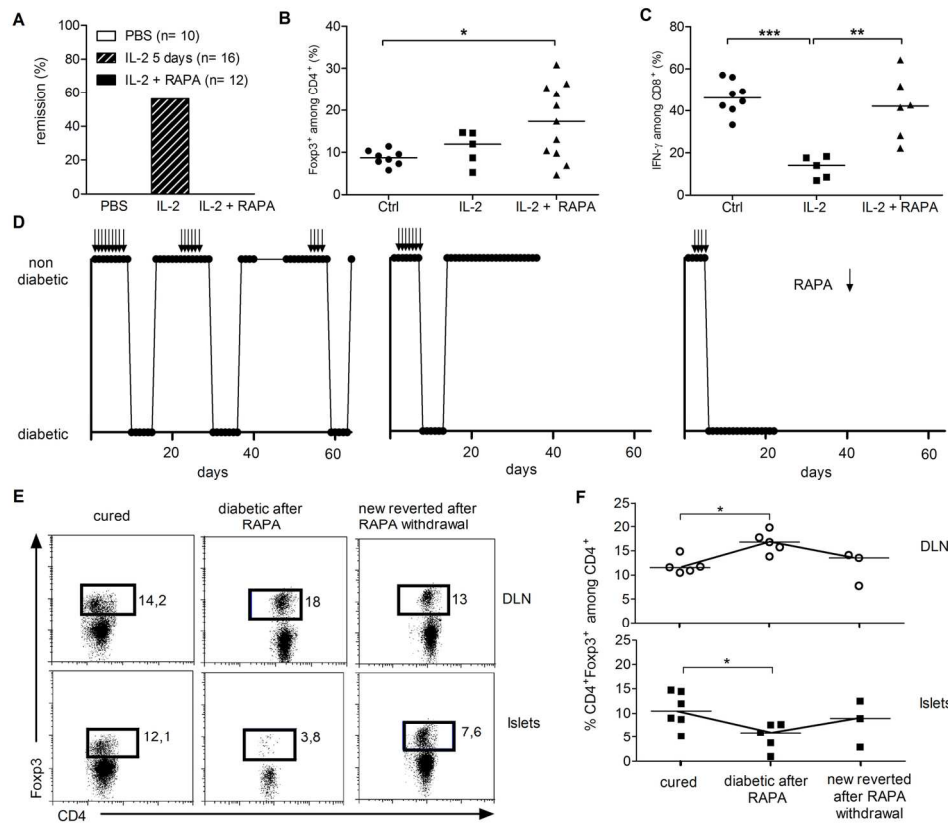 A
remission (%)
100
80
60
40
20
0
PBS (n= 10)
IL-2 5 days (n= 16)
IL-2 + RAPA (n= 12)
PBS IL-2 IL-2 + RAPA
B
Foxp3⁺ among CD4⁺ (%)
40
30
20
10
0
*
Ctrl IL-2 IL-2 + RAPA
C
IFN-γ among CD8⁺ (%)
80
60
40
20
0
*** **
Ctrl IL-2 IL-2 + RAPA
D
non
diabetic
diabetic
20 40 60
days
20 40 60
days
RAPA
20 40 60
days
E
cured
diabetic after
RAPA
new reverted after
RAPA withdrawal
14,2
18
13
DLN
12,1
3,8
7,6
Islets
Foxp3
CD4
F
% CD4⁺Foxp3⁺ among CD4⁺
25
20
15
10
5
0
*
DLN
25
20
15
10
5
0
*
Islets
cured
diabetic after
RAPA
new reverted
after RAPA
withdrawal